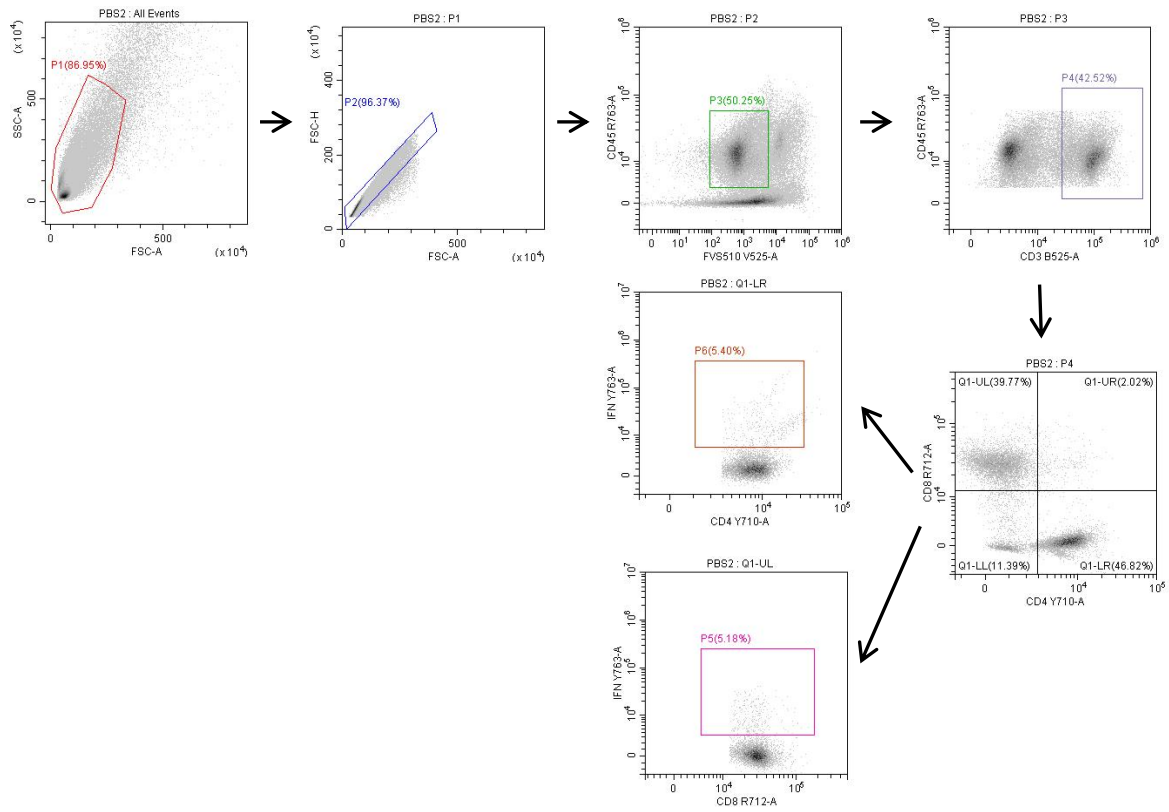 PBS2 : All Events
(x 10⁴)
P1(86.95%)
500
SSC-A
0
0 500
FSC-A (x 10⁴)
PBS2 : P1
(x 10⁴)
400
P2(96.37%)
FSC-H
200
0
0 500
FSC-A (x 10⁴)
PBS2 : P2
10⁶
10⁵
P3(50.25%)
CD45 R763-A
10⁴
0
0 10¹ 10² 10³ 10⁴ 10⁵ 10⁶
FVS510 V525-A
PBS2 : P3
10⁶
P4(42.52%)
10⁵
CD45 R763-A
10⁴
0
0 10⁴ 10⁵ 10⁶
CD3 B525-A
PBS2 : Q1-LR
10⁷
10⁶
P6(5.40%)
IFN Y763-A
10⁵
10⁴
0
0 10⁴ 10⁵
CD4 Y710-A
PBS2 : P4
Q1-UL(39.77%) Q1-UR(2.02%)
10⁵
CD8 R712-A
10⁴
0
Q1-LL(11.39%) Q1-LR(46.82%)
0 10⁴ 10⁵
CD4 Y710-A
PBS2 : Q1-UL
10⁷
10⁶
P5(5.18%)
IFN Y763-A
10⁵
10⁴
0
0 10⁴ 10⁵
CD8 R712-A